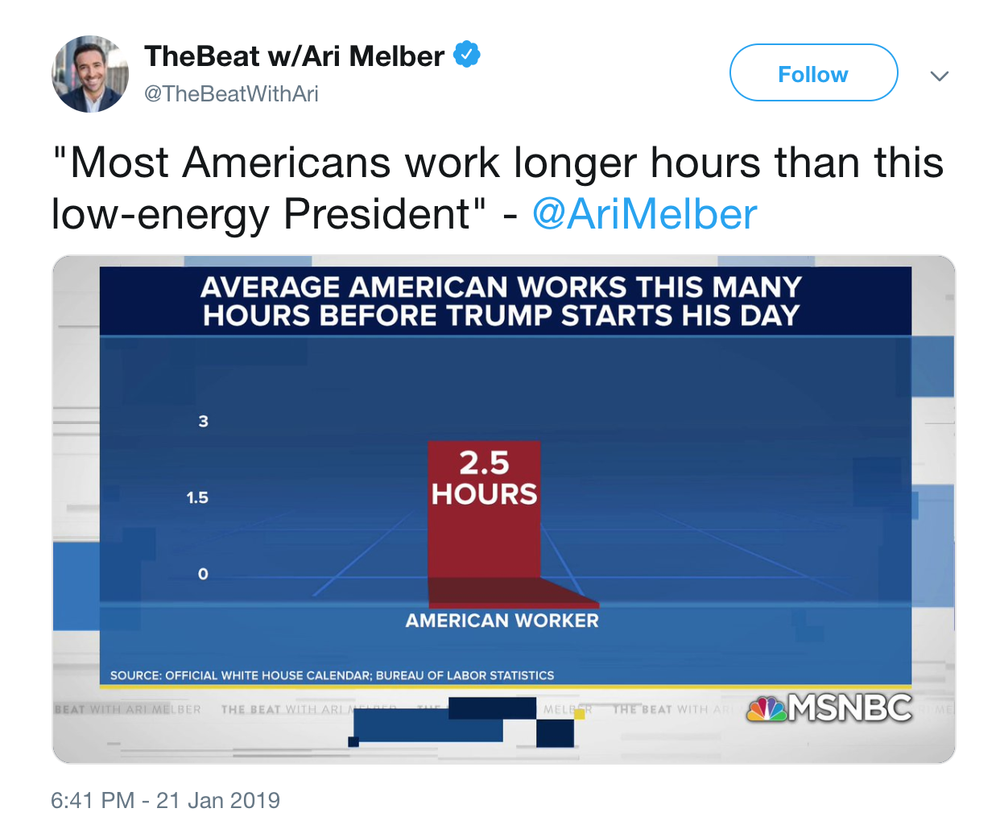 TheBeat w/Ari Melber
@TheBeatWithAri
Follow
"Most Americans work longer hours than this
low-energy President" - @AriMelber
AVERAGE AMERICAN WORKS THIS MANY
HOURS BEFORE TRUMP STARTS HIS DAY
3
1.5
0
2.5
HOURS
AMERICAN WORKER
SOURCE: OFFICIAL WHITE HOUSE CALENDAR; BUREAU OF LABOR STATISTICS
BEAT WITH ARI MELBER THE BEAT WITH ARI MELBER THE BEAT WITH
MSNBC
6:41 PM - 21 Jan 2019